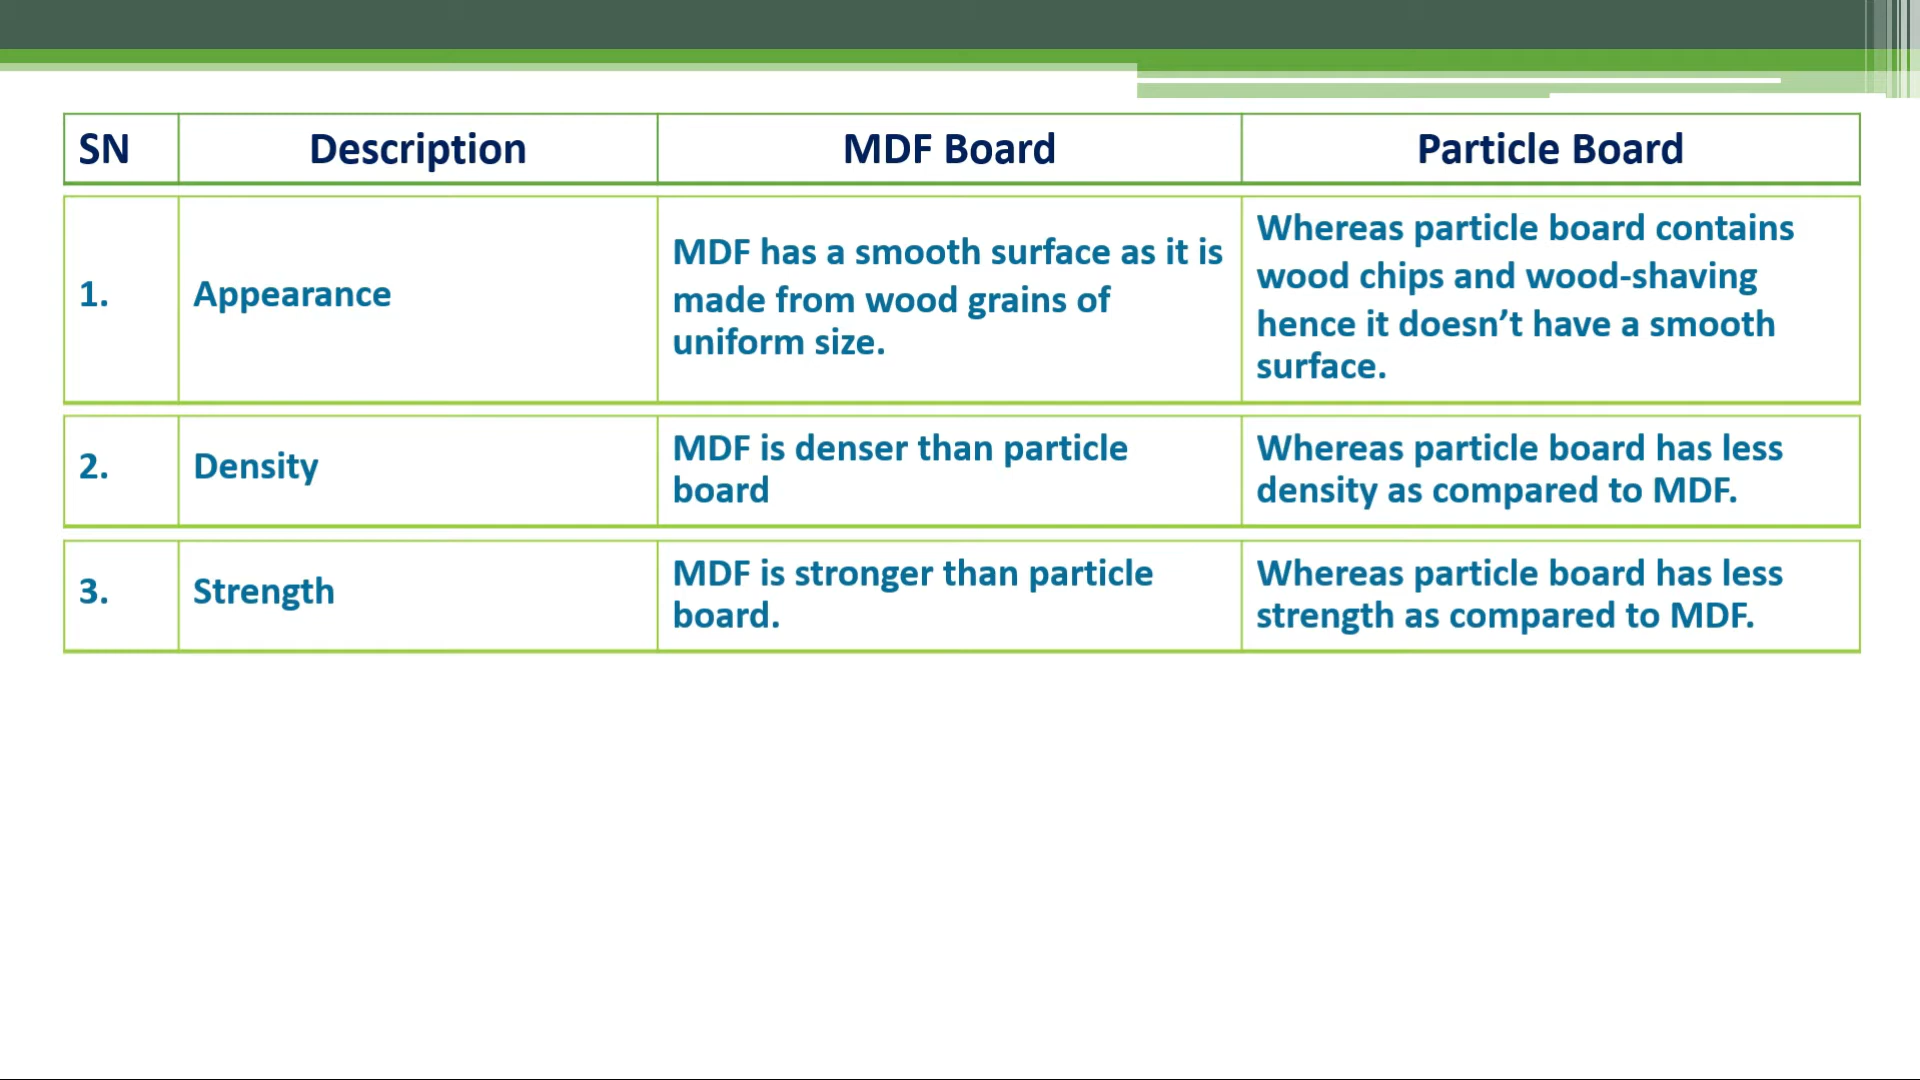 SN Description MDF Board Particle Board
1. Appearance
MDF has a smooth surface as it is
made from wood grains of
uniform size.
Whereas particle board contains
wood chips and wood-shaving
hence it doesn’t have a smooth
surface.
2. Density
MDF is denser than particle
board
Whereas particle board has less
density as compared to MDF.
3. Strength
MDF is stronger than particle
board.
Whereas particle board has less
strength as compared to MDF.